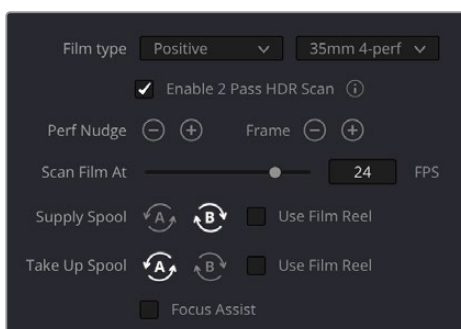 Film type Positive 35mm 4-perf
Enable 2 Pass HDR Scan
Perf Nudge Frame
Scan Film At 24 FPS
Supply Spool A B Use Film Reel
Take Up Spool A B Use Film Reel
Focus Assist